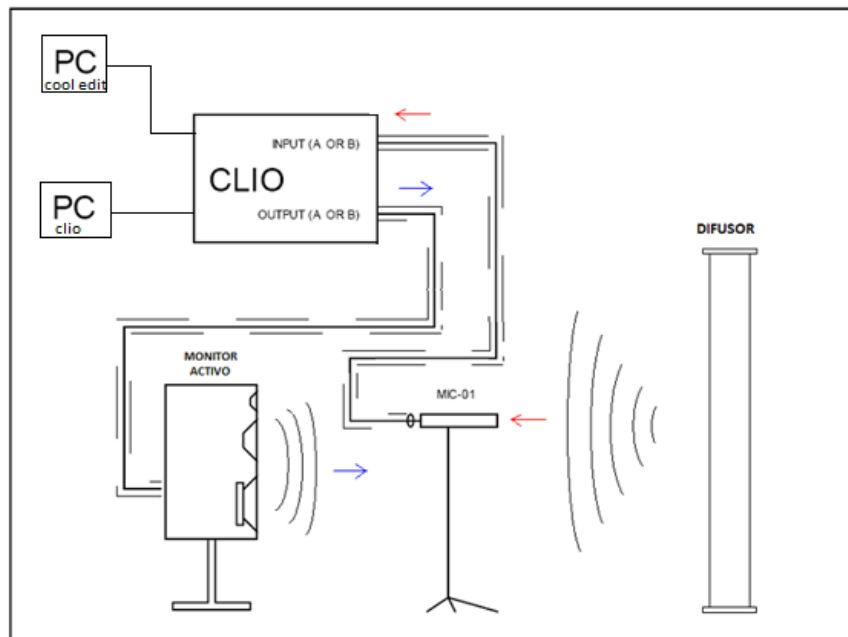 PC
cool edit
INPUT (A OR B)
CLIO
OUTPUT (A OR B)
PC
clio
DIFUSOR
MONITOR
ACTIVO
MIC-01